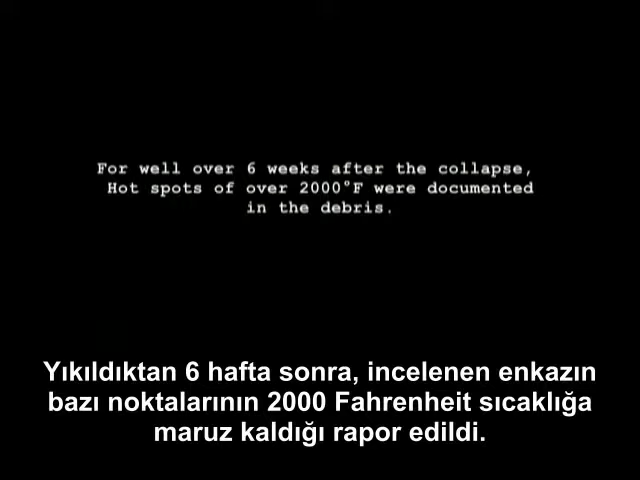 For well over 6 weeks after the collapse,
Hot spots of over 2000°F were documented
in the debris.
Yıkıldıktan 6 hafta sonra, incelenen enkazın
bazı noktalarının 2000 Fahrenheit sıcaklığa
maruz kaldığı rapor edildi.